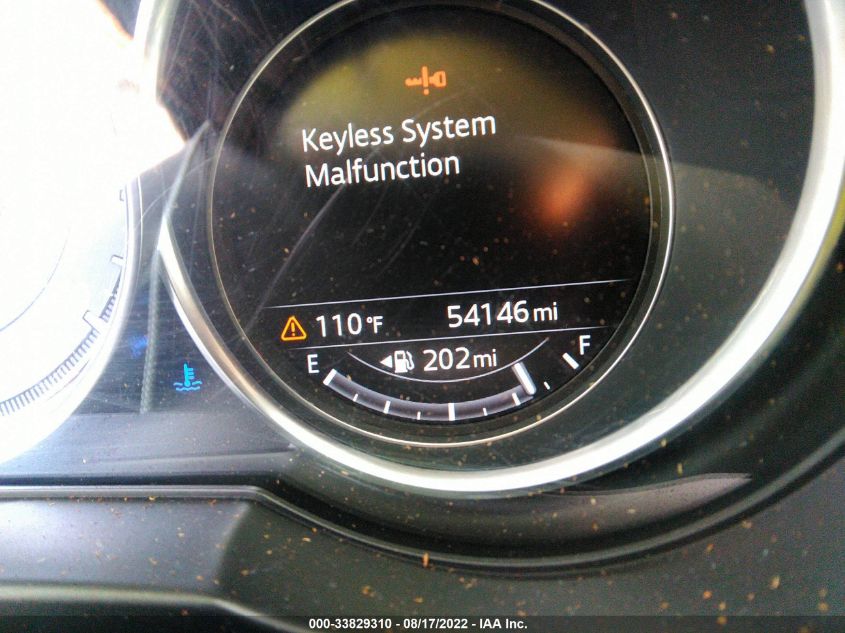 Keyless System
Malfunction
110°F 54146 mi
E 202 mi F
000-33829310 - 08/17/2022 - IAA Inc.